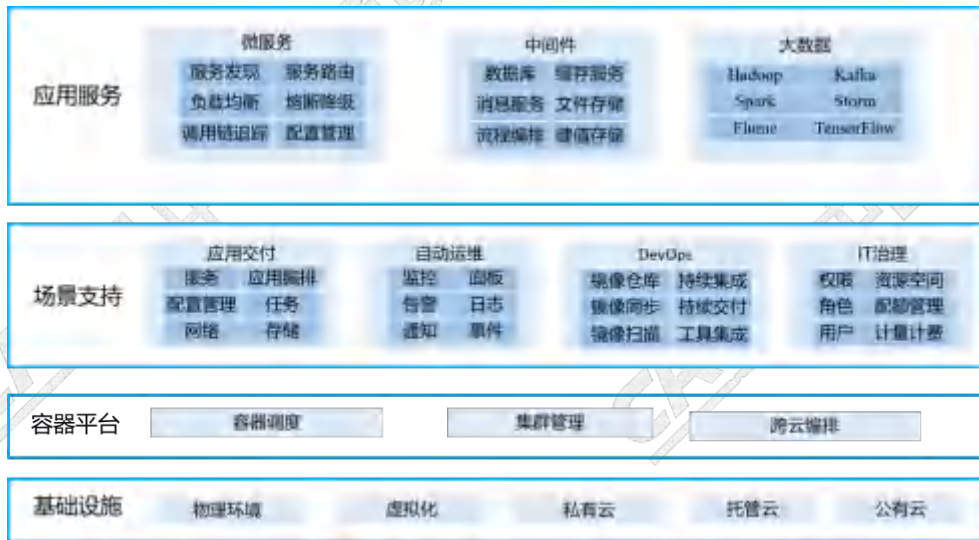 应用服务
微服务
服务发现 服务路由
负载均衡 熔断降级
调用链追踪 配置管理
中间件
数据库 缓存服务
消息服务 文件存储
流程编排 键值存储
大数据
Hadoop Kafka
Spark Storm
Flume TensorFlow
场景支持
应用交付
服务 应用编排
配置管理 任务
网络 存储
自动运维
监控 面板
告警 日志
通知 事件
DevOps
镜像仓库 持续集成
镜像同步 持续交付
镜像扫描 工具集成
IT治理
权限 资源空间
角色 配额管理
用户 计量计费
容器平台
容器调度
集群管理
跨云编排
基础设施
物理环境
虚拟化
私有云
托管云
公有云